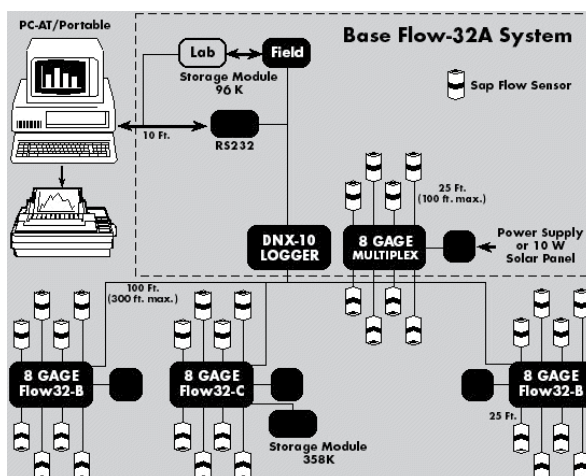 PC-AT/Portable
Base Flow-32A System
Lab
Field
Storage Module
96 K
Sap Flow Sensor
10 Ft.
RS232
25 Ft.
(100 ft. max.)
DNX-10
LOGGER
8 GAGE
MULTIPLEX
Power Supply
or 10 W
Solar Panel
100 Ft.
(300 ft. max.)
8 GAGE
Flow32-B
8 GAGE
Flow32-C
8 GAGE
Flow32-B
25 Ft.
Storage Module
358K